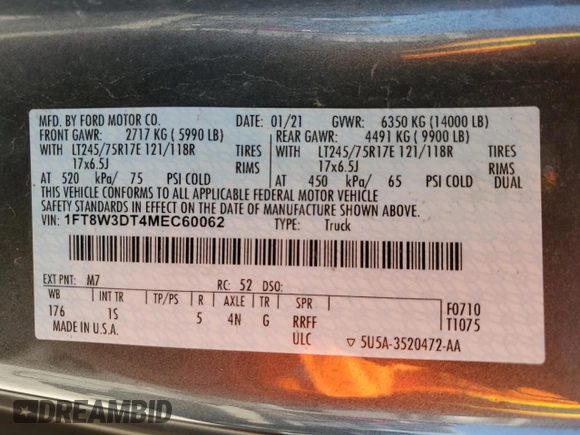 MFD. BY FORD MOTOR CO. DATE: 01/21 GVWR: 6350 KG (14000 LB)
FRONT GAWR: 2717 KG ( 5990 LB) REAR GAWR: 4491 KG ( 9900 LB)
WITH LT245/75R17E 121/118R TIRES WITH LT245/75R17E 121/118R TIRES
17x6.5J RIMS 17x6.5J RIMS
AT 520 kPa/ 75 PSI COLD AT 450 kPa/ 65 PSI COLD DUAL
THIS VEHICLE CONFORMS TO ALL APPLICABLE FEDERAL MOTOR VEHICLE
SAFETY STANDARDS IN EFFECT ON THE DATE OF MANUFACTURE SHOWN ABOVE.
VIN: 1FT8W3DT4MEC60062 TYPE: Truck
EXT PNT: M7 RC: 52 DSO:
WB INT TR TP/PS R AXLE TR SPR F0710
176 1S 5 4N G RRFF T1075
MADE IN U.S.A. ULC ▽ 5U5A-3520472-AA
DREAMBID